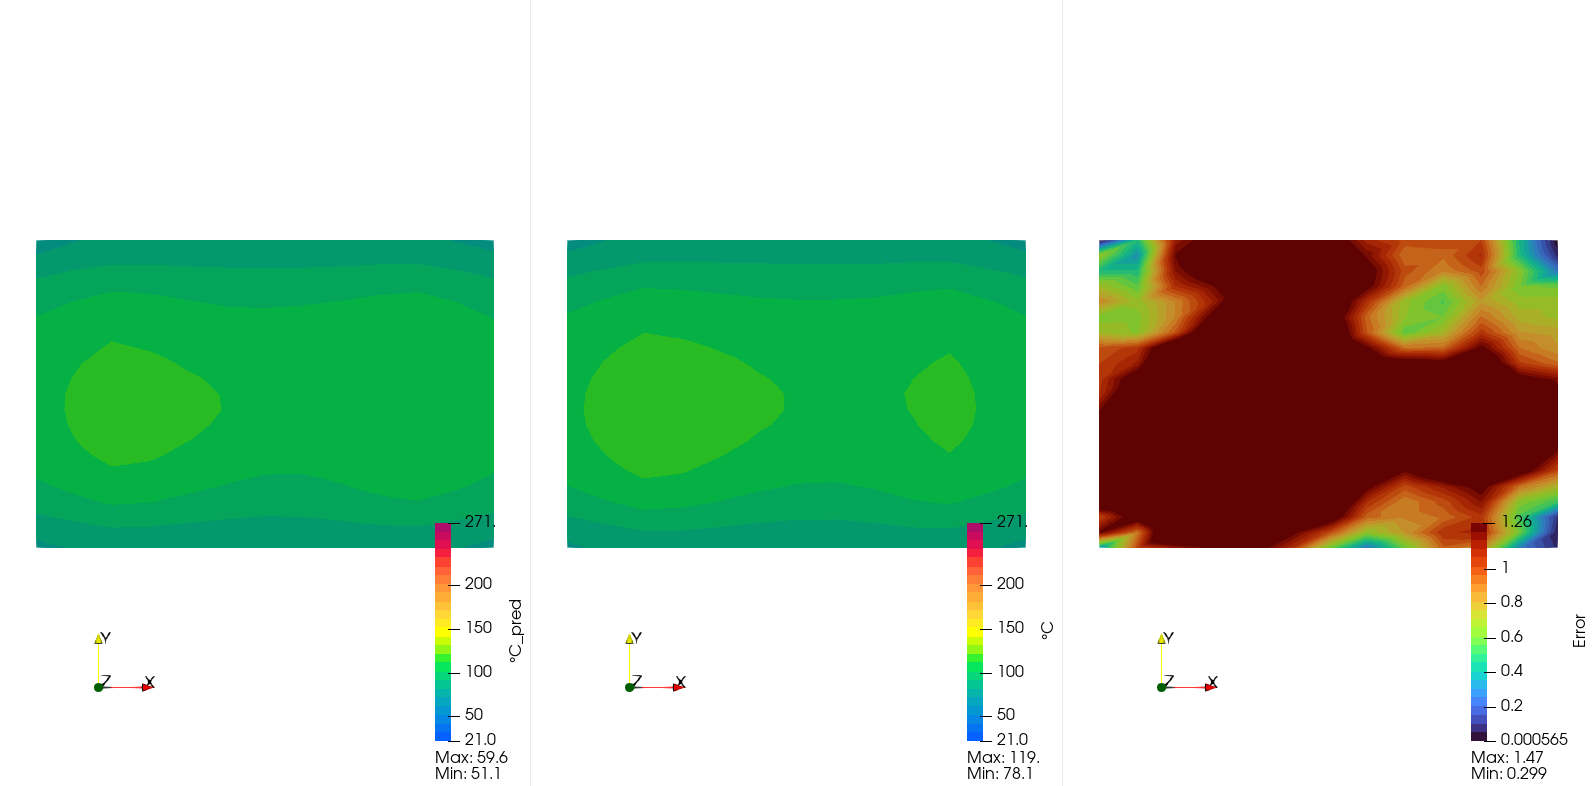 271.
200
150
100
50
21.0
°C_pred
Max: 59.6
Min: 51.1
Y
Z
X
271.
200
150
100
50
21.0
°C
Max: 119.
Min: 78.1
Y
Z
X
1.26
1
0.8
0.6
0.4
0.2
0.000565
Error
Max: 1.47
Min: 0.299
Y
Z
X